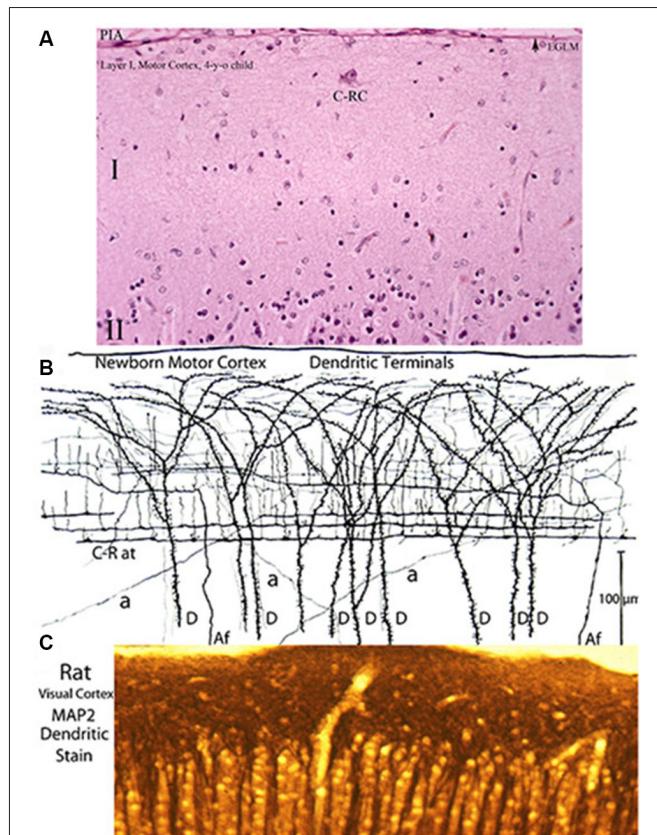 A
PIA
EGLM
Layer I, Motor Cortex, 4-y-o child
C-RC
I
II
B
Newborn Motor Cortex Dendritic Terminals
C-R at
a
a
D
Af
D
D
D
D
D
D
D
Af
100 µm
C
Rat
Visual Cortex
MAP2
Dendritic
Stain